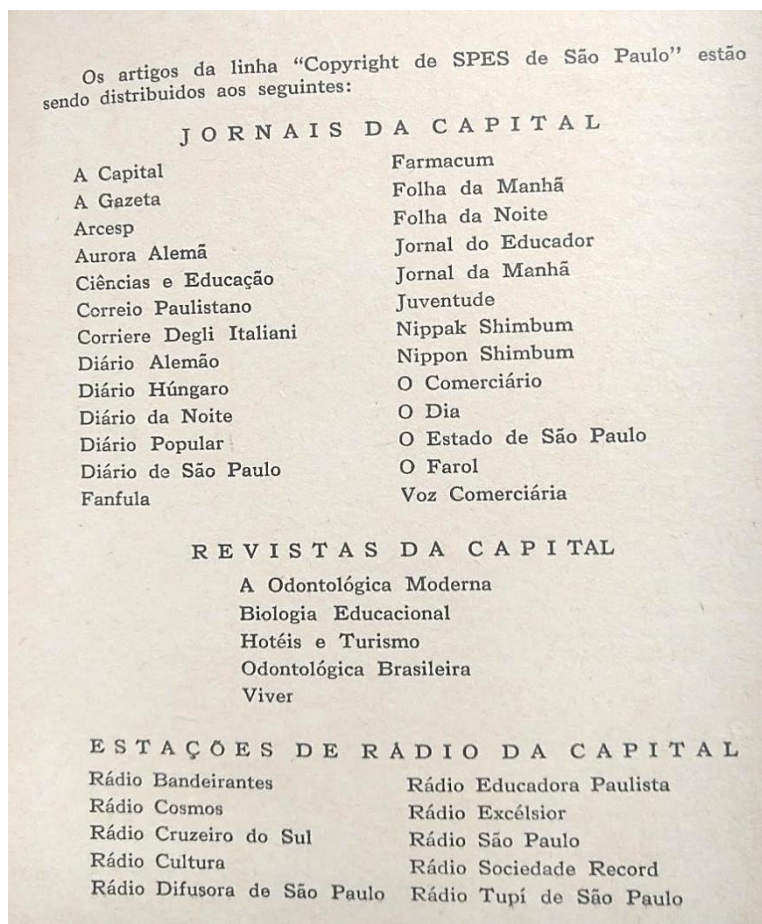 Os artigos da linha “Copyright de SPES de São Paulo” estão
sendo distribuidos aos seguintes:
JORNAIS DA CAPITAL
A Capital
A Gazeta
Arcesp
Aurora Alemã
Ciências e Educação
Correio Paulistano
Corriere Degli Italiani
Diário Alemão
Diário Húngaro
Diário da Noite
Diário Popular
Diário de São Paulo
Fanfula
Farmacum
Folha da Manhã
Folha da Noite
Jornal do Educador
Jornal da Manhã
Juventude
Nippak Shimbum
Nippon Shimbum
O Comerciário
O Dia
O Estado de São Paulo
O Farol
Voz Comerciária
REVISTAS DA CAPITAL
A Odontológica Moderna
Biologia Educacional
Hotéis e Turismo
Odontológica Brasileira
Viver
ESTAÇÕES DE RÁDIO DA CAPITAL
Rádio Bandeirantes
Rádio Cosmos
Rádio Cruzeiro do Sul
Rádio Cultura
Rádio Difusora de São Paulo
Rádio Educadora Paulista
Rádio Excélsior
Rádio São Paulo
Rádio Sociedade Record
Rádio Tupí de São Paulo